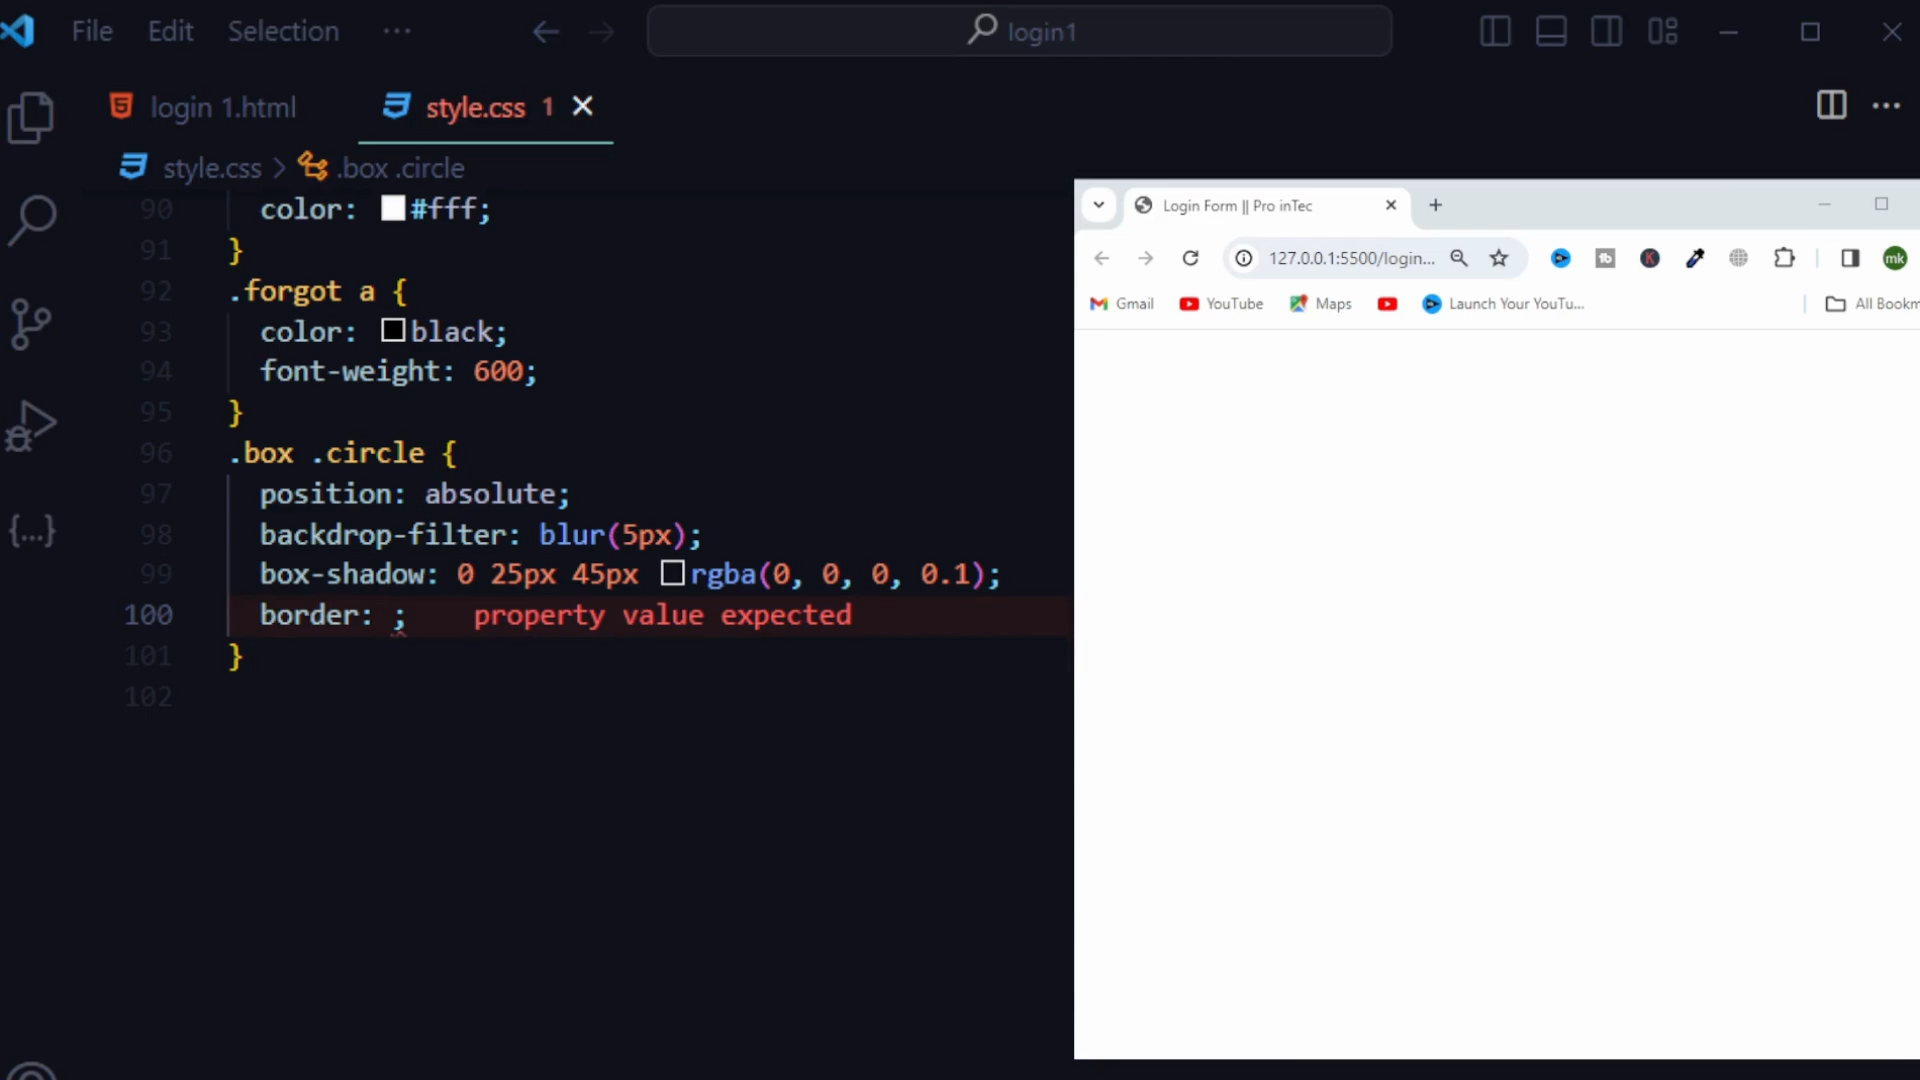 File Edit Selection ··· login1
login 1.html style.css 1
style.css > .box .circle
90 color: #fff;
91 }
92 .forgot a {
93 color: black;
94 font-weight: 600;
95 }
96 .box .circle {
97 position: absolute;
98 backdrop-filter: blur(5px);
99 box-shadow: 0 25px 45px rgba(0, 0, 0, 0.1);
100 border: ; property value expected
101 }
102
Login Form || Pro inTec
127.0.0.1:5500/login... mk
Gmail YouTube Maps Launch Your YouTu... All Bookm